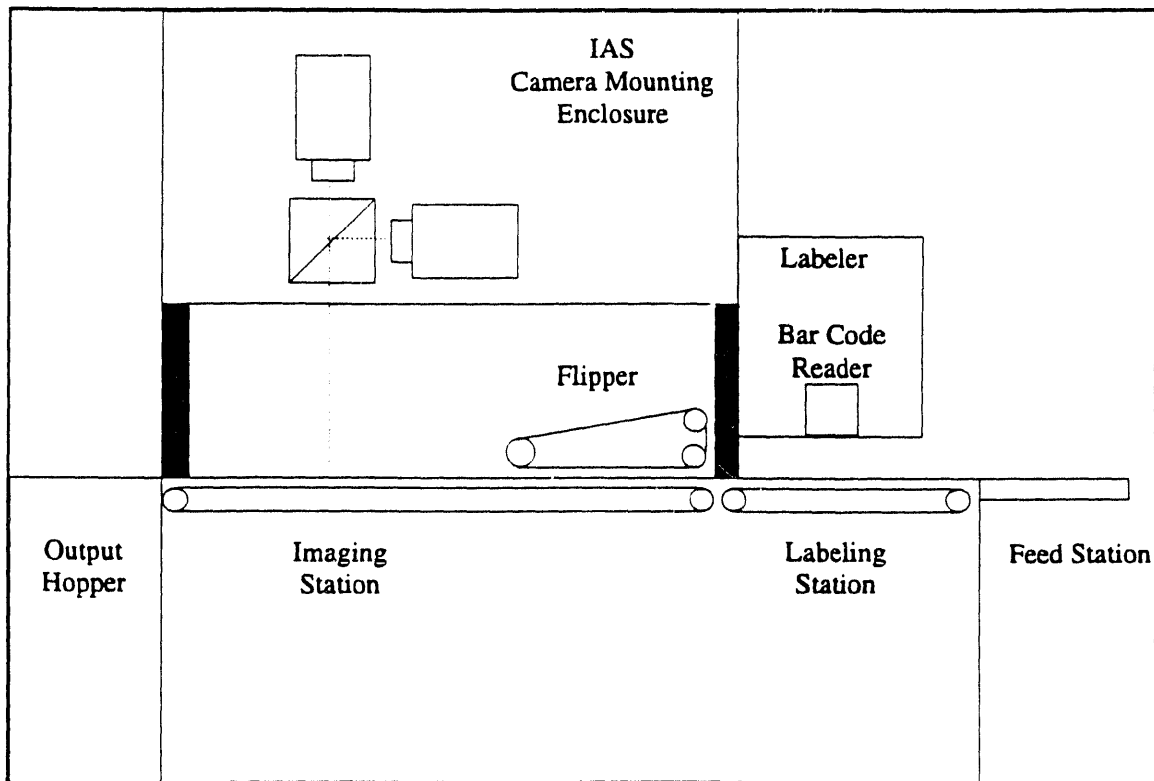 IAS
Camera Mounting
Enclosure
Labeler
Bar Code
Reader
Flipper
Output
Hopper
Imaging
Station
Labeling
Station
Feed Station